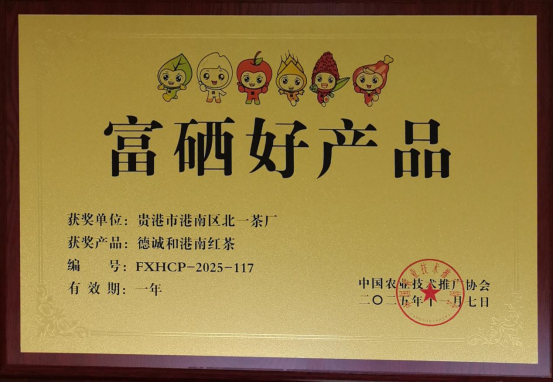 富硒好产品
获奖单位：贵港市港南区北一茶厂
获奖产品：德诚和港南红茶
编　　号：FXHCP-2025-117
有 效 期：一年
中国农业技术推广协会
二〇二五年十一月七日